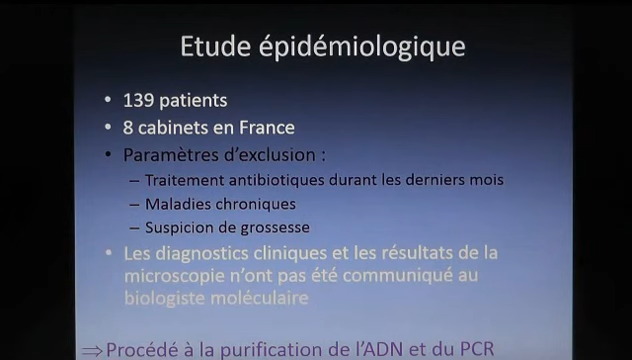 Etude épidémiologique
• 139 patients
• 8 cabinets en France
• Paramètres d'exclusion :
– Traitement antibiotiques durant les derniers mois
– Maladies chroniques
– Suspicion de grossesse
• Les diagnostics cliniques et les résultats de la
microscopie n'ont pas été communiqué au
biologiste moléculaire
⇒Procédé à la purification de l'ADN et du PCR